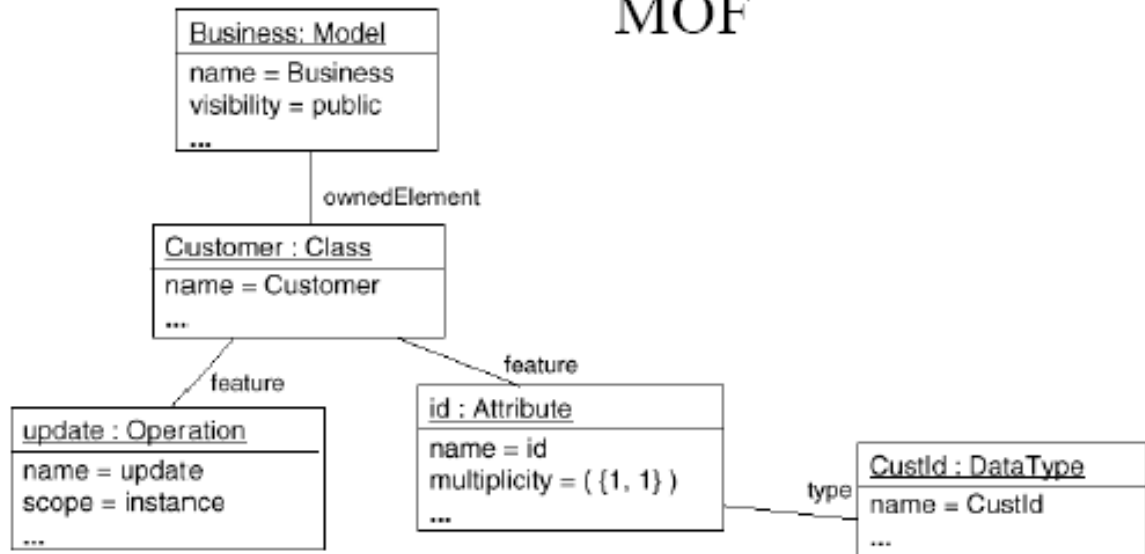 MOF
Business: Model
name = Business
visibility = public
...
ownedElement
Customer : Class
name = Customer
...
feature
feature
update : Operation
name = update
scope = instance
...
id : Attribute
name = id
multiplicity = ( {1, 1} )
...
type
CustId : DataType
name = CustId
...